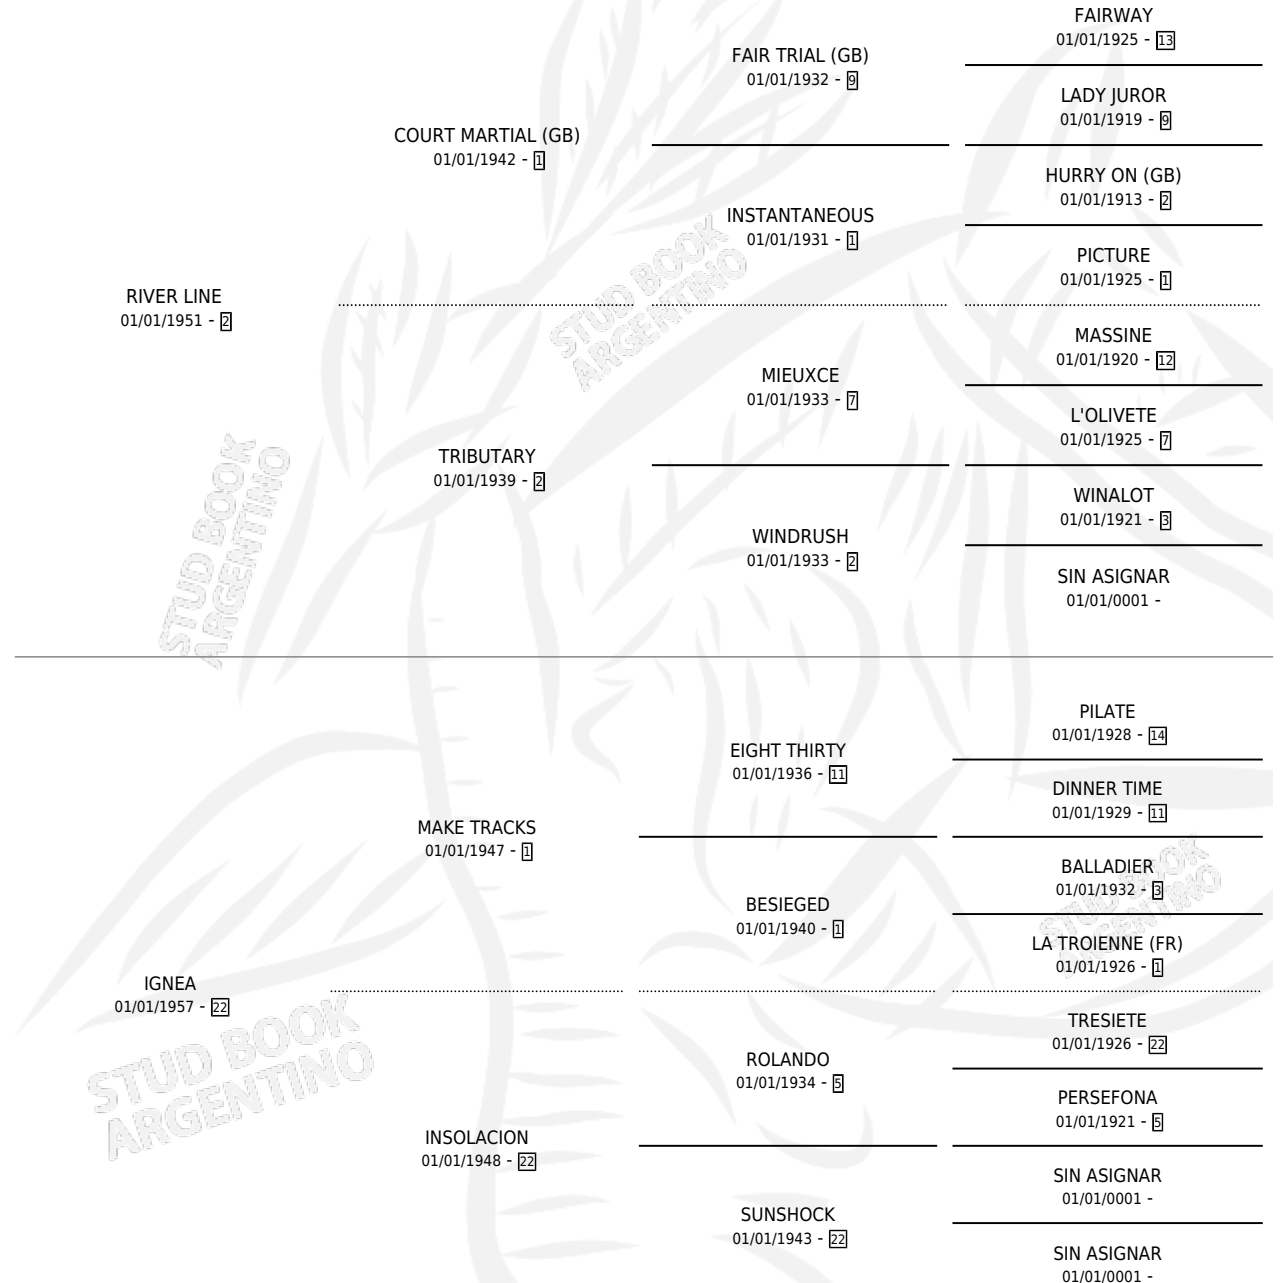 FAIRWAY
01/01/1925 - 13
FAIR TRIAL (GB)
01/01/1932 - 9
LADY JUROR
01/01/1919 - 9
COURT MARTIAL (GB)
01/01/1942 - 1
HURRY ON (GB)
01/01/1913 - 2
INSTANTANEOUS
01/01/1931 - 1
PICTURE
01/01/1925 - 1
RIVER LINE
01/01/1951 - 2
STUD BOOK
ARGENTINO
MASSINE
01/01/1920 - 12
MIEUXCE
01/01/1933 - 7
L'OLIVETE
01/01/1925 - 7
TRIBUTARY
01/01/1939 - 2
WINALOT
01/01/1921 - 3
WINDRUSH
01/01/1933 - 2
SIN ASIGNAR
01/01/0001 -
STUD BOOK
ARGENTINO
PILATE
01/01/1928 - 14
EIGHT THIRTY
01/01/1936 - 11
DINNER TIME
01/01/1929 - 11
MAKE TRACKS
01/01/1947 - 1
BALLADIER
01/01/1932 - 3
BESIEGED
01/01/1940 - 1
LA TROIENNE (FR)
01/01/1926 - 1
STUD BOOK
ARGENTINO
IGNEA
01/01/1957 - 22
TRESIETE
01/01/1926 - 22
ROLANDO
01/01/1934 - 5
PERSEFONA
01/01/1921 - 5
STUD BOOK
ARGENTINO
INSOLACION
01/01/1948 - 22
SIN ASIGNAR
01/01/0001 -
SUNSHOCK
01/01/1943 - 22
SIN ASIGNAR
01/01/0001 -